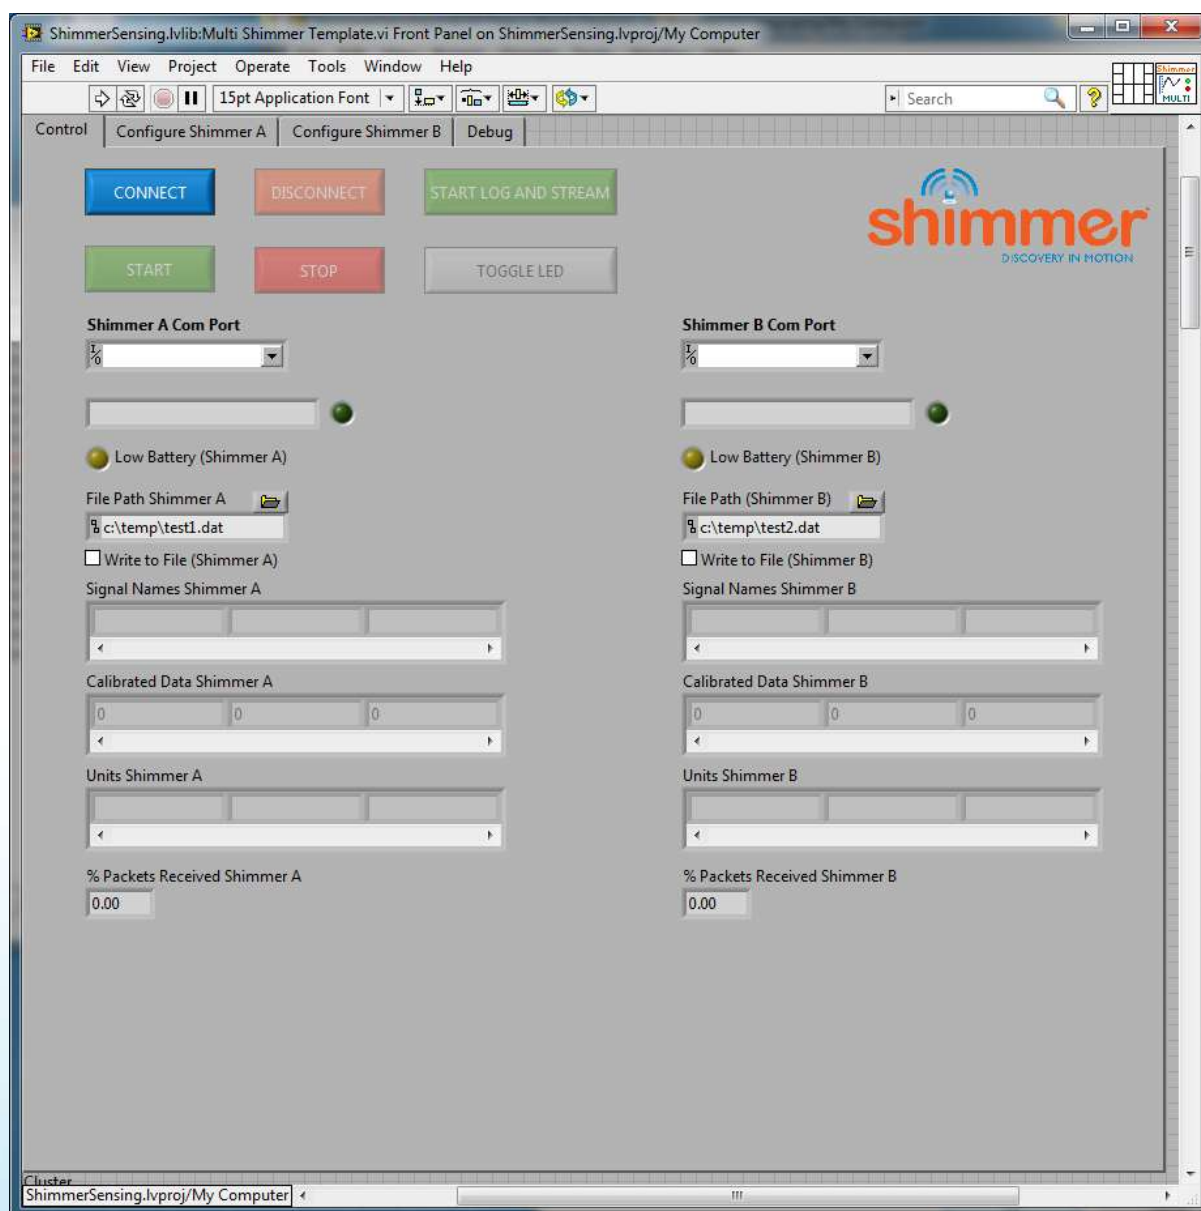 ShimmerSensing.lvlib:Multi Shimmer Template.vi Front Panel on ShimmerSensing.lvproj/My Computer
File Edit View Project Operate Tools Window Help
15pt Application Font
Search
?
Shimmer
MULTI
Control Configure Shimmer A Configure Shimmer B Debug
CONNECT DISCONNECT START LOG AND STREAM
shimmer
DISCOVERY IN MOTION
START STOP TOGGLE LED
Shimmer A Com Port Shimmer B Com Port
I/O I/O
Low Battery (Shimmer A) Low Battery (Shimmer B)
File Path Shimmer A File Path (Shimmer B)
c:\temp\test1.dat c:\temp\test2.dat
Write to File (Shimmer A) Write to File (Shimmer B)
Signal Names Shimmer A Signal Names Shimmer B
Calibrated Data Shimmer A Calibrated Data Shimmer B
0 0 0 0 0 0
Units Shimmer A Units Shimmer B
% Packets Received Shimmer A % Packets Received Shimmer B
0.00 0.00
Cluster
ShimmerSensing.lvproj/My Computer